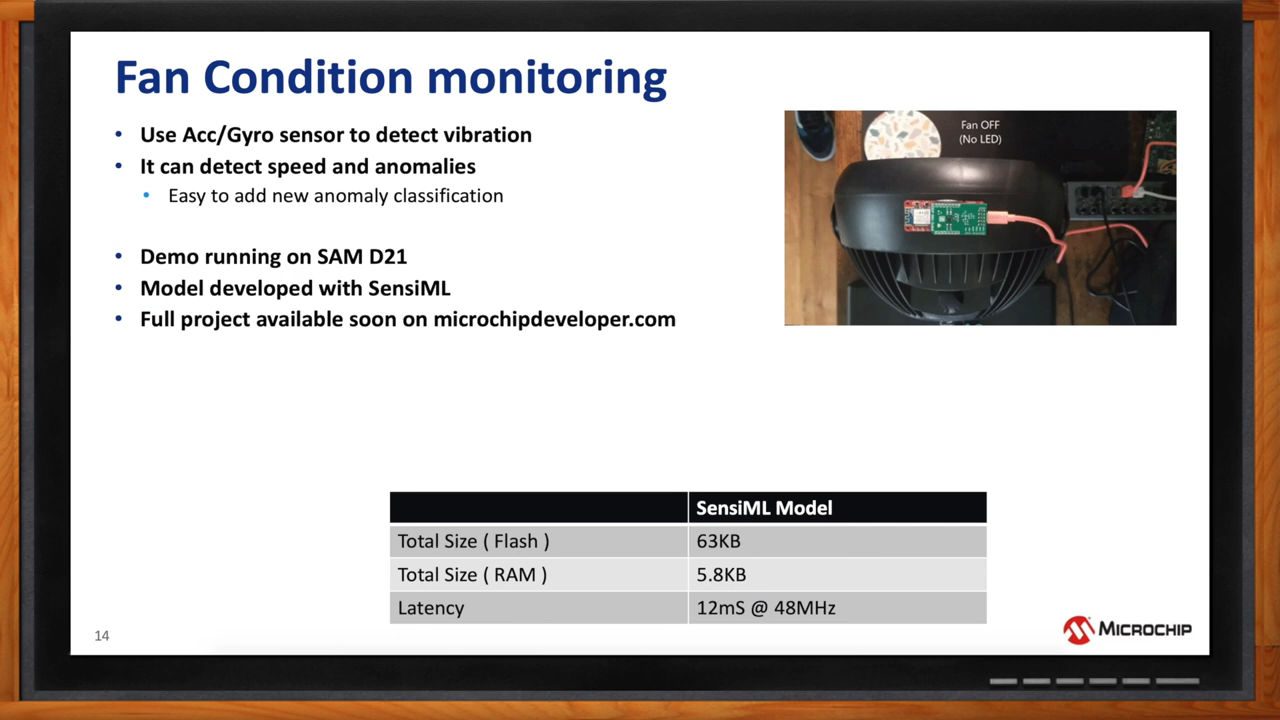 Fan Condition monitoring
• Use Acc/Gyro sensor to detect vibration
• It can detect speed and anomalies
• Easy to add new anomaly classification
• Demo running on SAM D21
• Model developed with SensiML
• Full project available soon on microchipdeveloper.com
Fan OFF
(No LED)
SensiML Model
Total Size ( Flash ) 63KB
Total Size ( RAM ) 5.8KB
Latency 12mS @ 48MHz
14
MICROCHIP